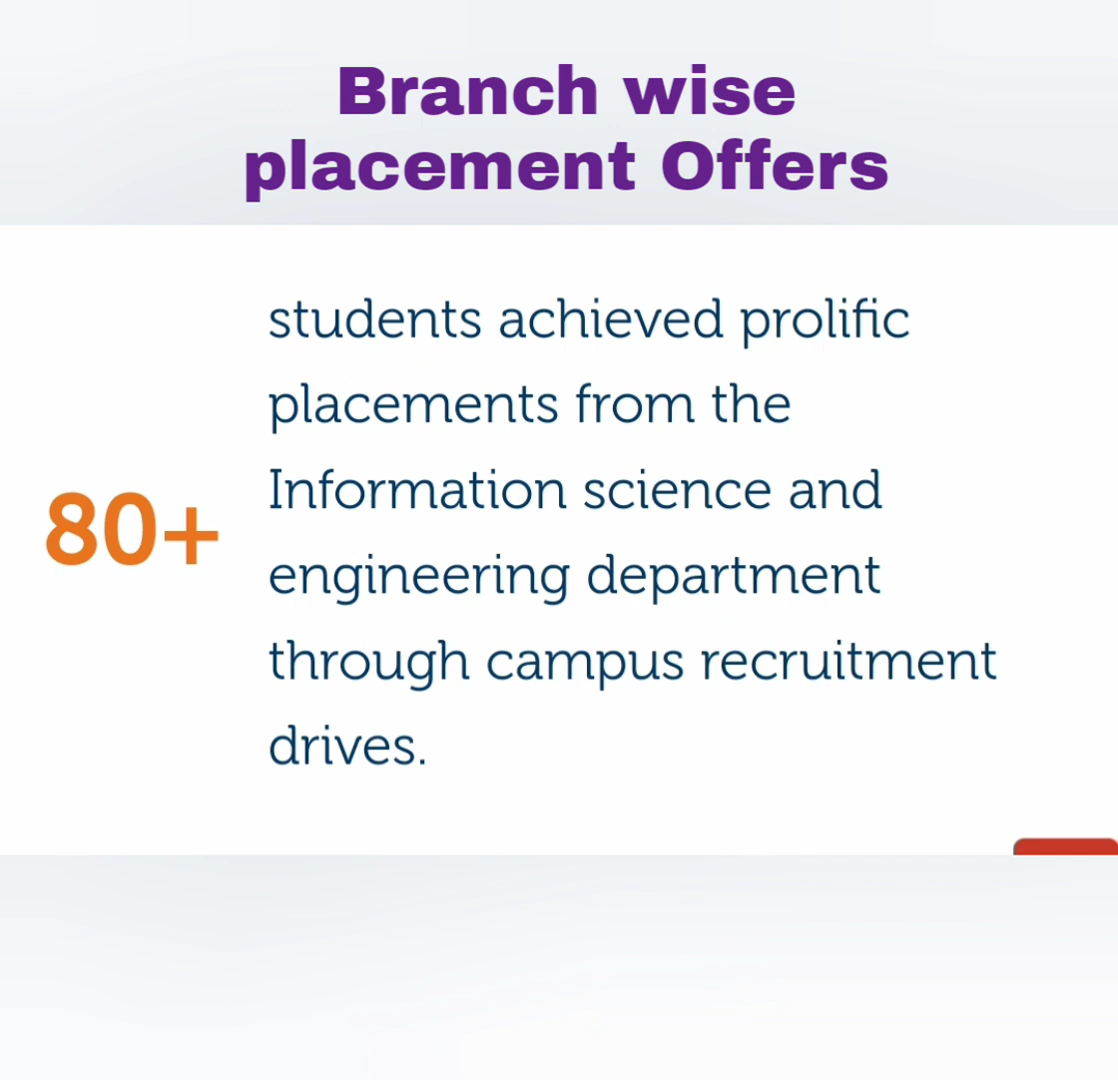 Branch wise
placement Offers
students achieved prolific
placements from the
Information science and
80+
engineering department
through campus recruitment
drives.